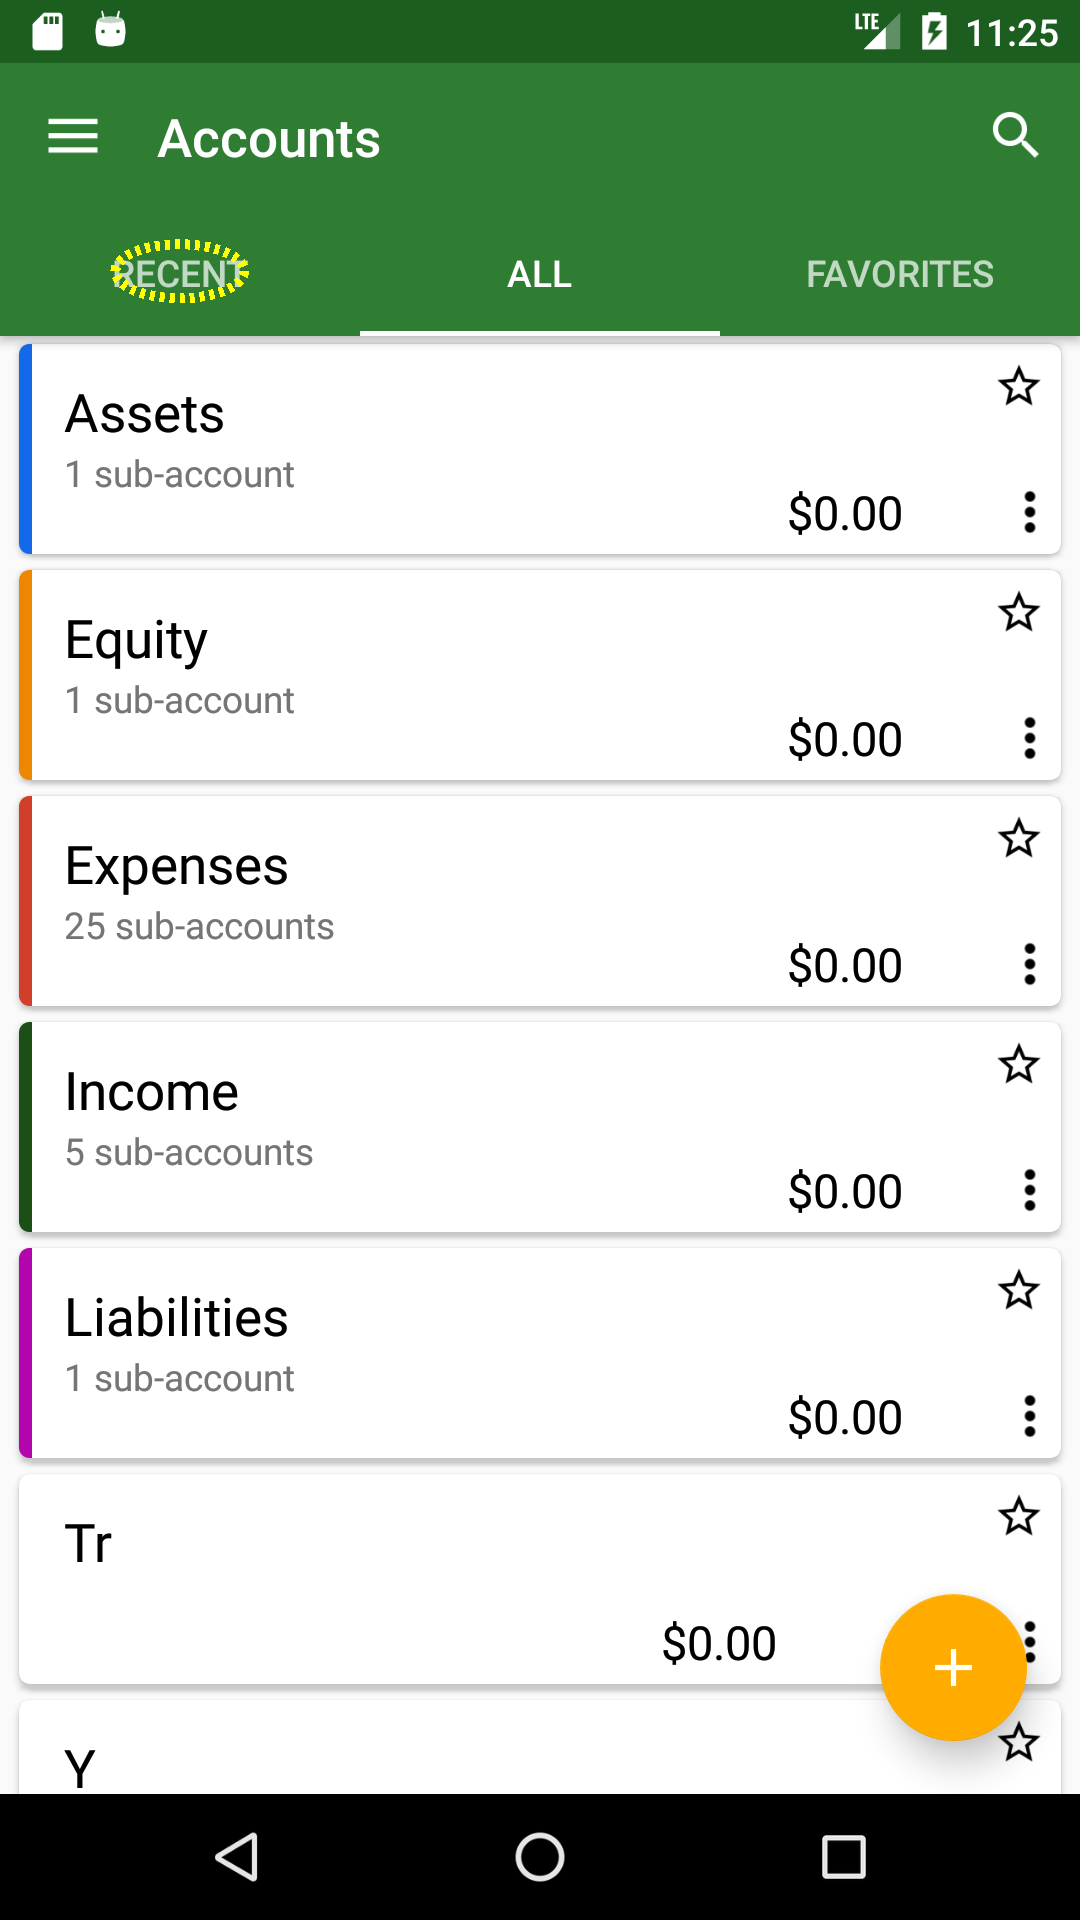 LTE 11:25
Accounts
RECENT ALL FAVORITES
Assets
1 sub-account
$0.00
Equity
1 sub-account
$0.00
Expenses
25 sub-accounts
$0.00
Income
5 sub-accounts
$0.00
Liabilities
1 sub-account
$0.00
Tr
$0.00
Y